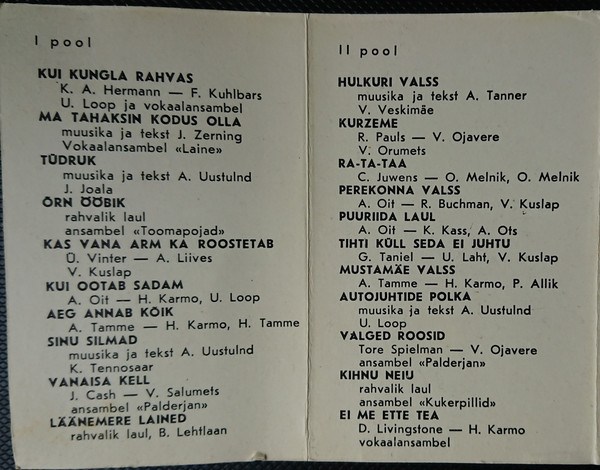 I pool
KUI KUNGLA RAHVAS
K. A. Hermann — F. Kuhlbars
U. Loop ja vokaalansambel
MA TAHAKSIN KODUS OLLA
muusika ja tekst J. Zerning
Vokaalansambel «Laine»
TÜDRUK
muusika ja tekst A. Uustulnd
J. Joala
ÕRN ÖÖBIK
rahvalik laul
ansambel «Toomapojad»
KAS VANA ARM KA ROOSTETAB
Ü. Vinter — A. Liives
V. Kuslap
KUI OOTAB SADAM
A. Oit — H. Karmo, U. Loop
AEG ANNAB KÕIK
A. Tamme — H. Karmo, H. Tamme
SINU SILMAD
muusika ja tekst A. Uustulnd
K. Tennosaar
VANAISA KELL
J. Cash — V. Salumets
ansambel «Palderjan»
LÄÄNEMERE LAINED
rahvalik laul, B. Lehtlaan
II pool
HULKURI VALSS
muusika ja tekst A. Tanner
V. Veskimäe
KURZEME
R. Pauls — V. Ojavere
V. Orumets
RA-TA-TAA
C. Juwens — O. Melnik, O. Melnik
PEREKONNA VALSS
A. Oit — R. Buchman, V. Kuslap
PUURIIDA LAUL
A. Oit — K. Kass, A. Ots
TIHTI KÜLL SEDA EI JUHTU
G. Taniel — U. Laht, V. Kuslap
MUSTAMÄE VALSS
A. Tamme — H. Karmo, P. Allik
AUTOJUHTIDE POLKA
muusika ja tekst A. Uustulnd
U. Loop
VALGED ROOSID
Tore Spielman — V. Ojavere
ansambel «Palderjan»
KIHNU NEIU
rahvalik laul
ansambel «Kukerpillid»
EI ME ETTE TEA
D. Livingstone — H. Karmo
vokaalansambel